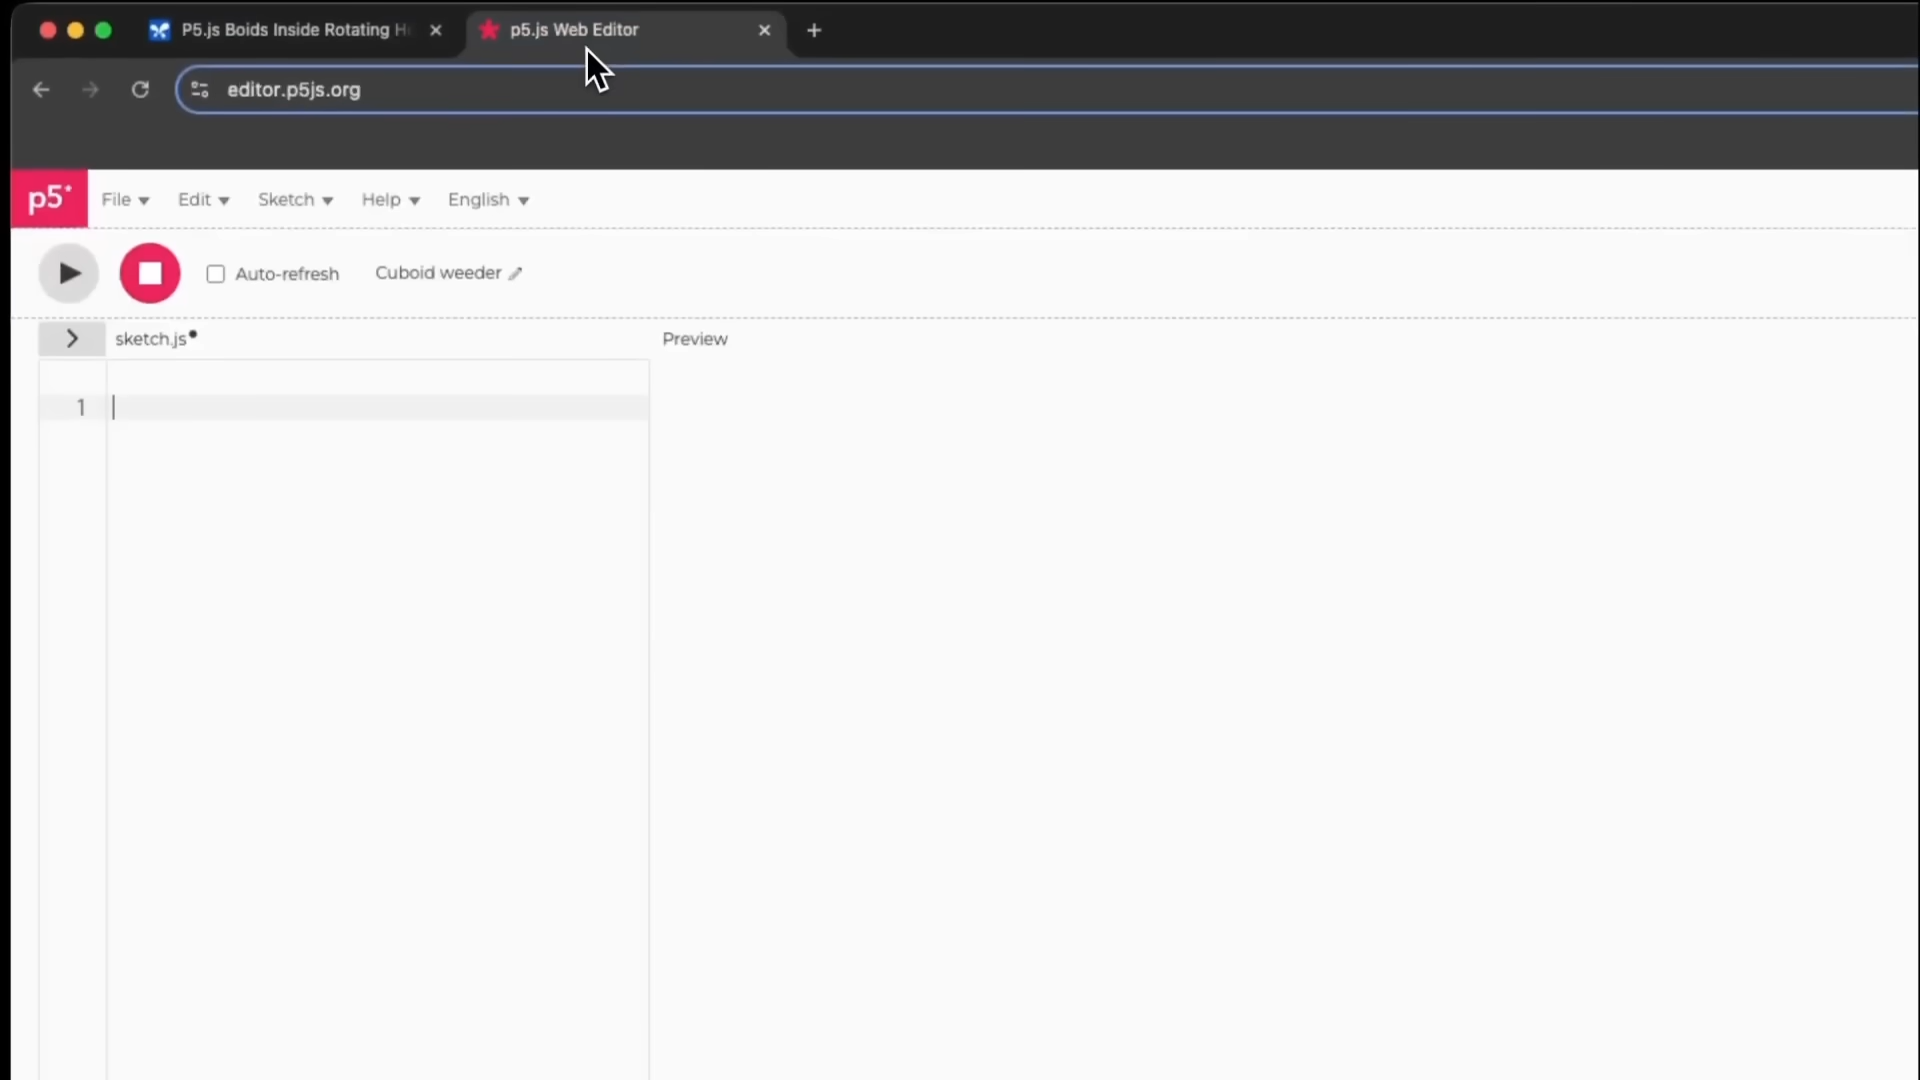 P5.js Boids Inside Rotating
p5.js Web Editor
editor.p5js.org
p5*
File
Edit
Sketch
Help
English
Auto-refresh
Cuboid weeder
sketch.js
Preview
1